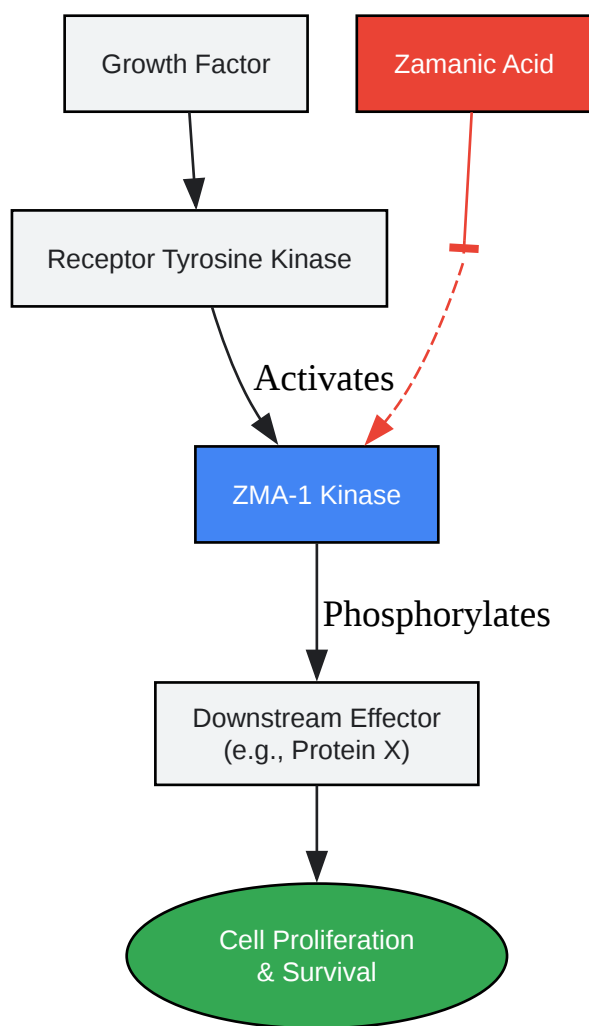 Growth Factor
Zamanic Acid
Receptor Tyrosine Kinase
Activates
ZMA-1 Kinase
Phosphorylates
Downstream Effector
(e.g., Protein X)
Cell Proliferation
& Survival